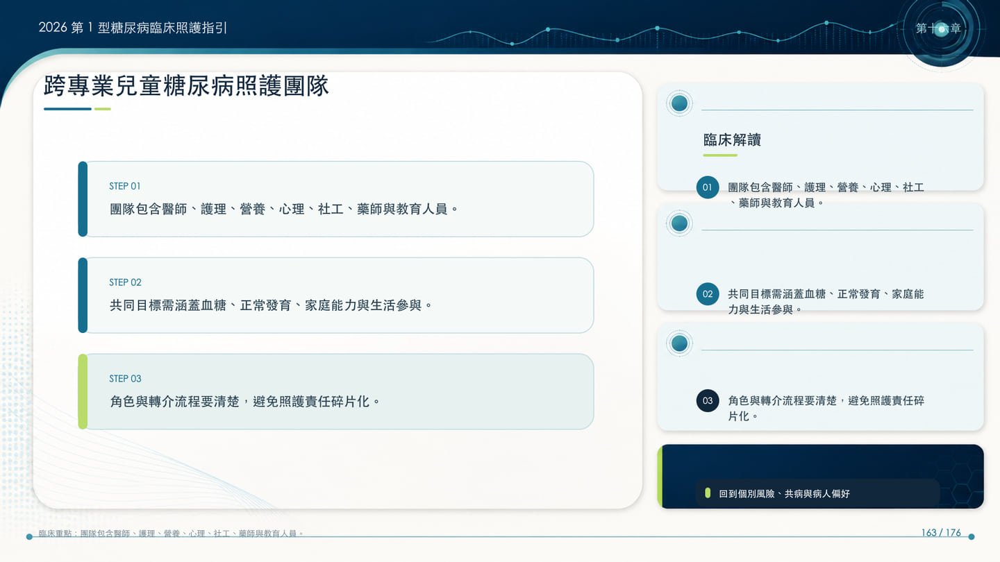 2026 第 1 型糖尿病臨床照護指引
跨專業兒童糖尿病照護團隊
STEP 01
團隊包含醫師、護理、營養、心理、社工、藥師與教育人員。
STEP 02
共同目標需涵蓋血糖、正常發育、家庭能力與生活參與。
STEP 03
角色與轉介流程要清楚，避免照護責任碎片化。
臨床解讀
01
團隊包含醫師、護理、營養、心理、社工
、藥師與教育人員。
02
共同目標需涵蓋血糖、正常發育、家庭能
力與生活參與。
03
角色與轉介流程要清楚，避免照護責任碎
片化。
回到個別風險、共病與病人偏好
臨床重點：團隊包含醫師、護理、營養、心理、社工、藥師與教育人員。
163 / 176